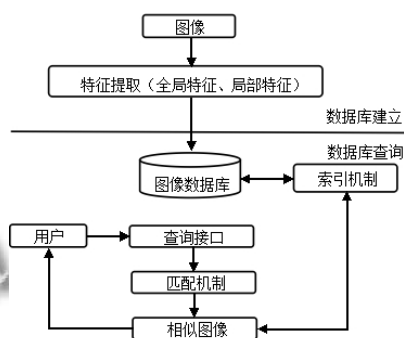 图像
特征提取（全局特征、局部特征）
数据库建立
数据库查询
图像数据库
索引机制
用户
查询接口
匹配机制
相似图像